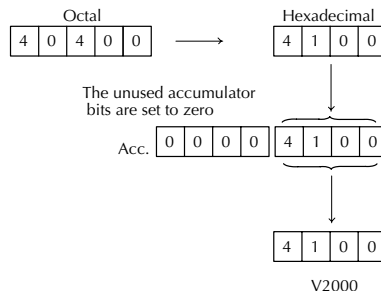 Octal
Hexadecimal
4 0 4 0 0
4 1 0 0
The unused accumulator
bits are set to zero
Acc. 0 0 0 0 4 1 0 0
4 1 0 0
V2000